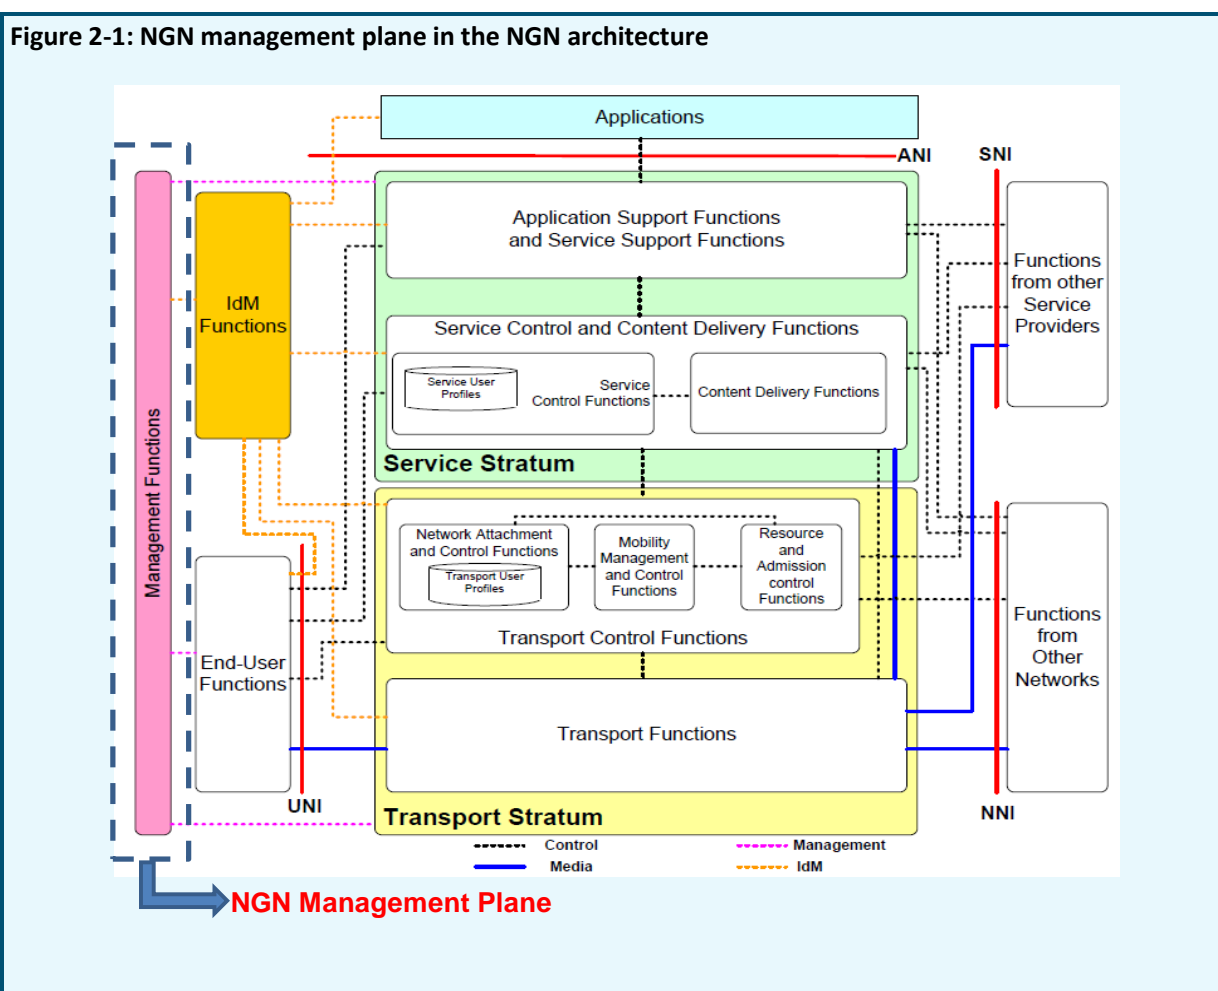 Figure 2-1: NGN management plane in the NGN architecture
Applications
ANI
SNI
Application Support Functions
and Service Support Functions
Functions
from other
Service
Providers
IdM
Functions
Service Control and Content Delivery Functions
Service User
Profiles
Service
Control Functions
Content Delivery Functions
Service Stratum
Management Functions
Network Attachment
and Control Functions
Transport User
Profiles
Mobility
Management
and Control
Functions
Resource
and
Admission
control
Functions
Transport Control Functions
End-User
Functions
Functions
from
Other
Networks
Transport Functions
UNI
NNI
Transport Stratum
Control
Management
Media
IdM
NGN Management Plane